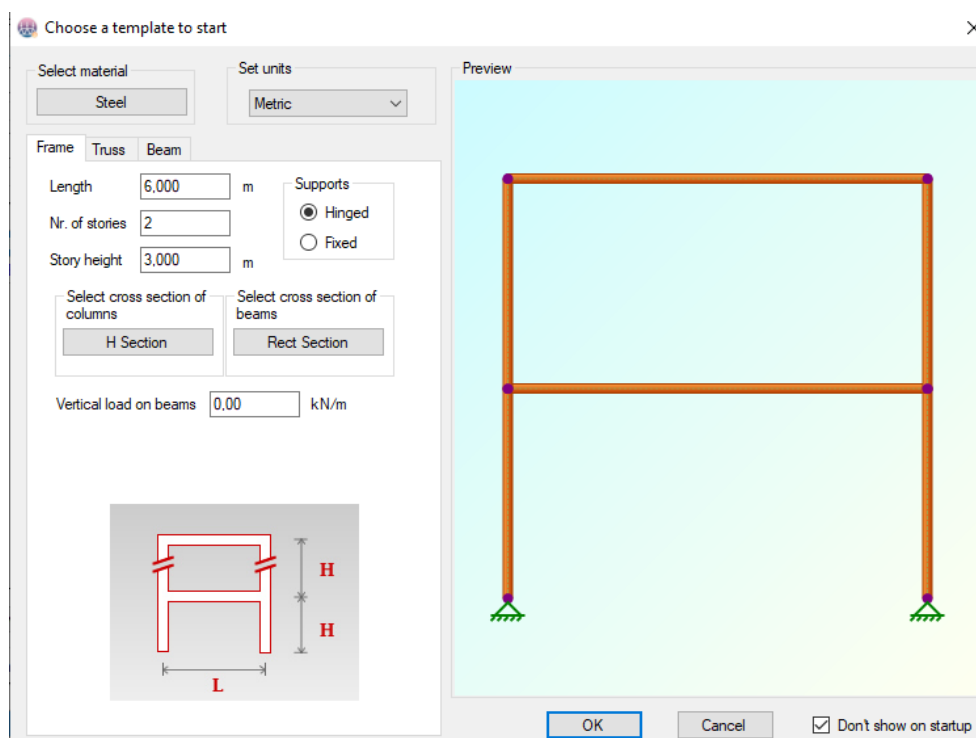 Choose a template to start
Select material
Steel
Set units
Metric
Preview
Frame
Truss
Beam
Length
6,000
m
Nr. of stories
2
Story height
3,000
m
Supports
Hinged
Fixed
Select cross section of
columns
H Section
Select cross section of
beams
Rect Section
Vertical load on beams
0,00
kN/m
H
H
L
OK
Cancel
Don't show on startup